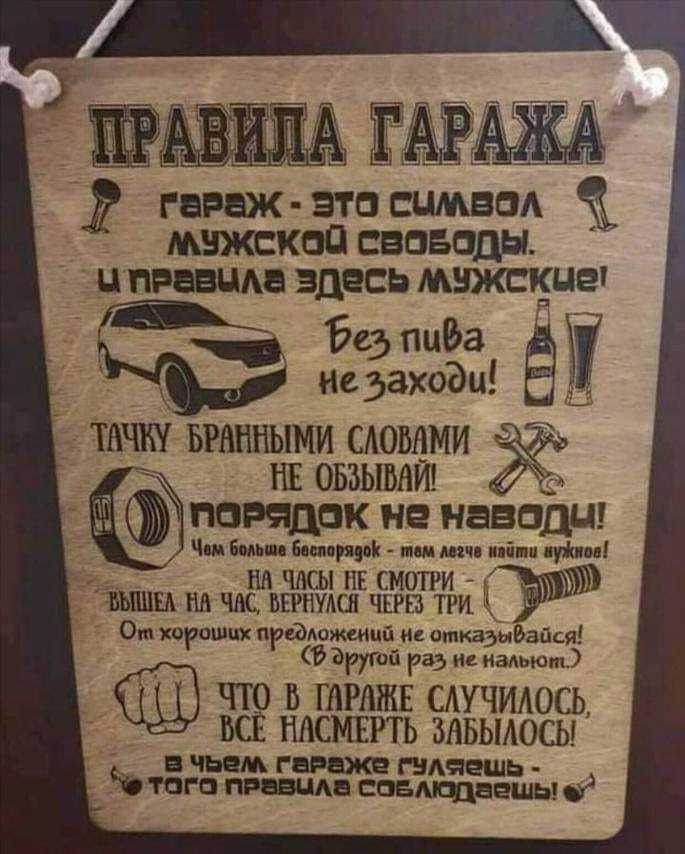 ПРАВИЛА ГАРАЖА
гараж - это символ
мужской свободы.
и правила здесь мужские!
Без пива
не заходи!
ТАЧКУ БРАННЫМИ СЛОВАМИ
НЕ ОБЗЫВАЙ!
порядок не наводи!
Чем больше беспорядок - тем легче найти нужное!
НА ЧАСЫ НЕ СМОТРИ -
ВЫШЕЛ НА ЧАС, ВЕРНУЛСЯ ЧЕРЕЗ ТРИ.
От хороших предложений не отказывайся!
(В другой раз не нальют.)
ЧТО В ГАРАЖЕ СЛУЧИЛОСЬ,
ВСЁ НАСМЕРТЬ ЗАБЫЛОСЬ!
в чьем гараже гуляешь -
того правила соблюдаешь!